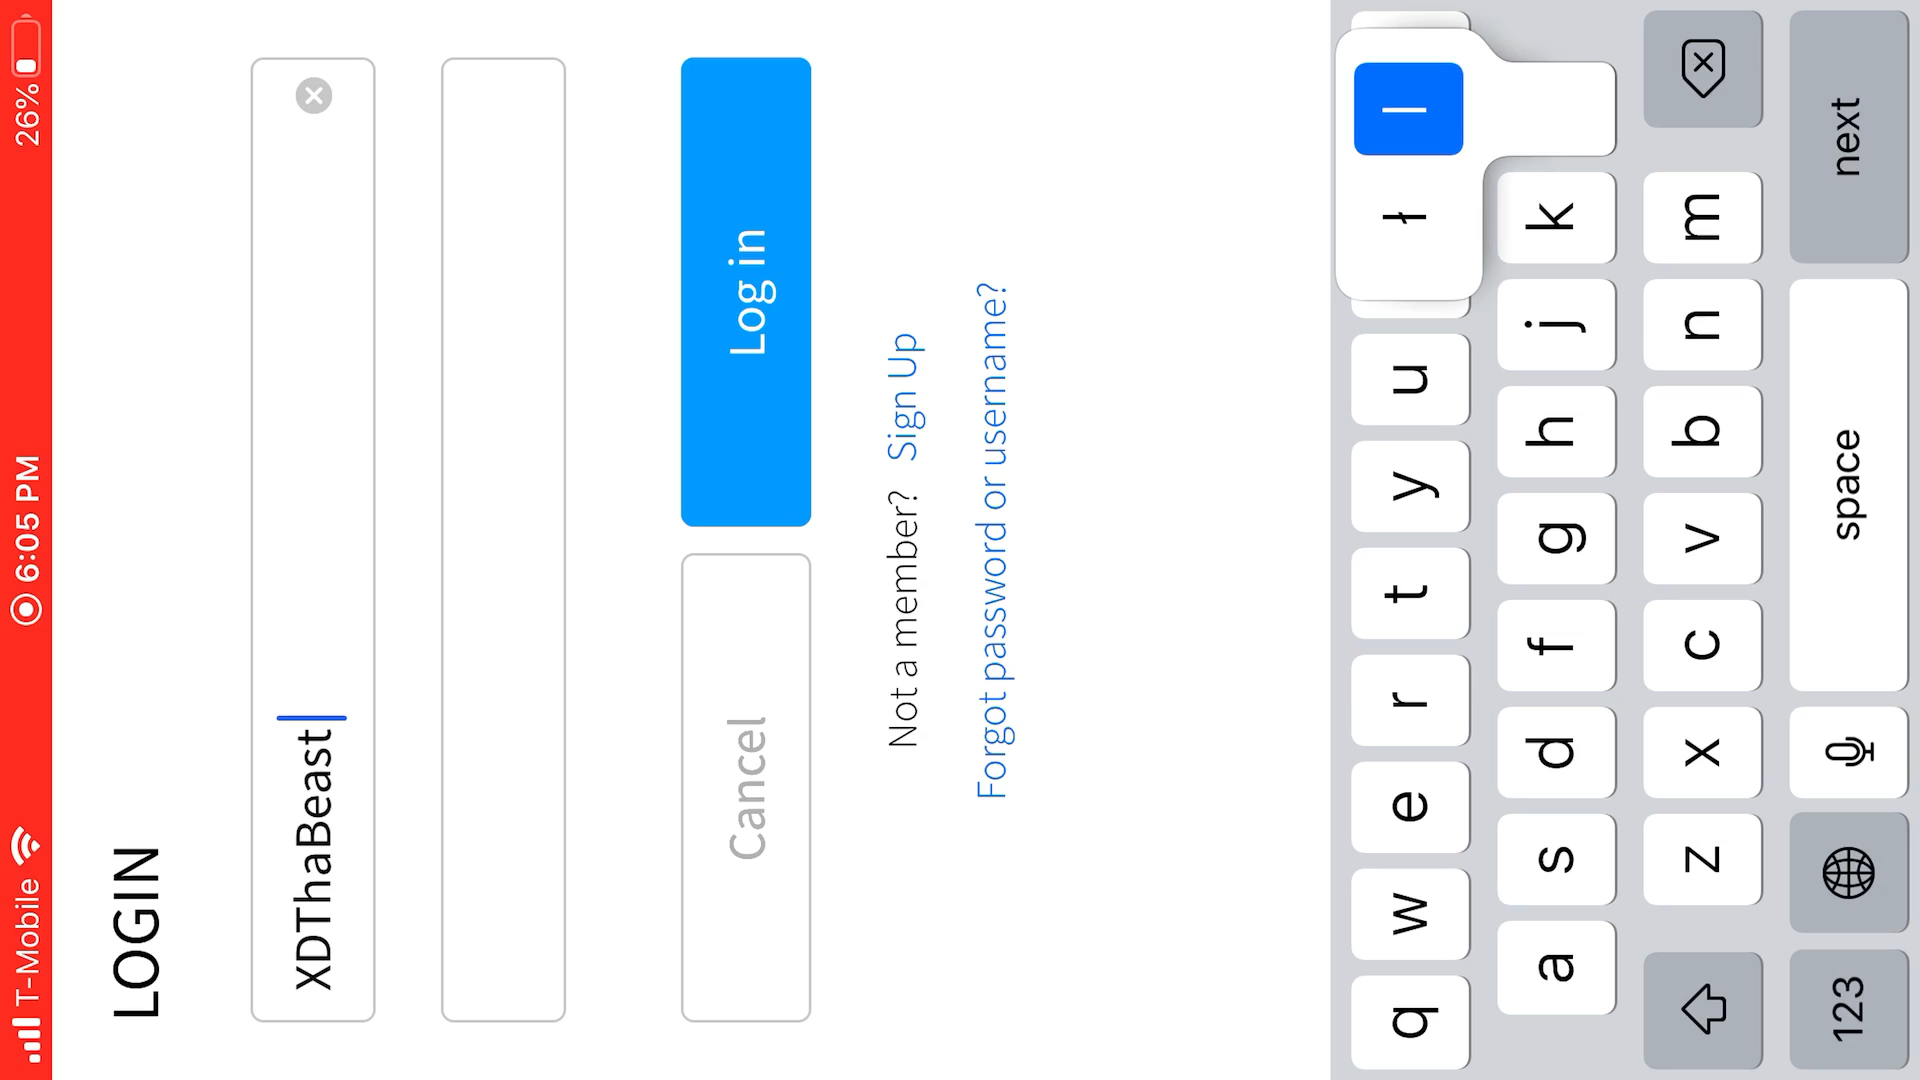 T-Mobile 6:05 PM 26%
LOGIN
XDThaBeast
Cancel Log in
Not a member? Sign Up
Forgot password or username?
ł l
q w e r t y u
a s d f g h j k
z x c v b n m
123 space next